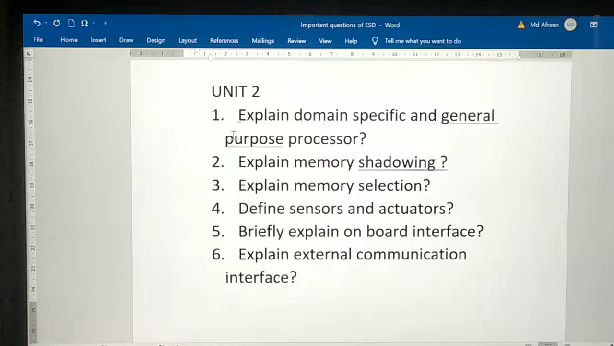 Important questions of ESD - Word
Md Afreen
File Home Insert Draw Design Layout References Mailings Review View Help Tell me what you want to do
UNIT 2
1. Explain domain specific and general
purpose processor?
2. Explain memory shadowing ?
3. Explain memory selection?
4. Define sensors and actuators?
5. Briefly explain on board interface?
6. Explain external communication
interface?